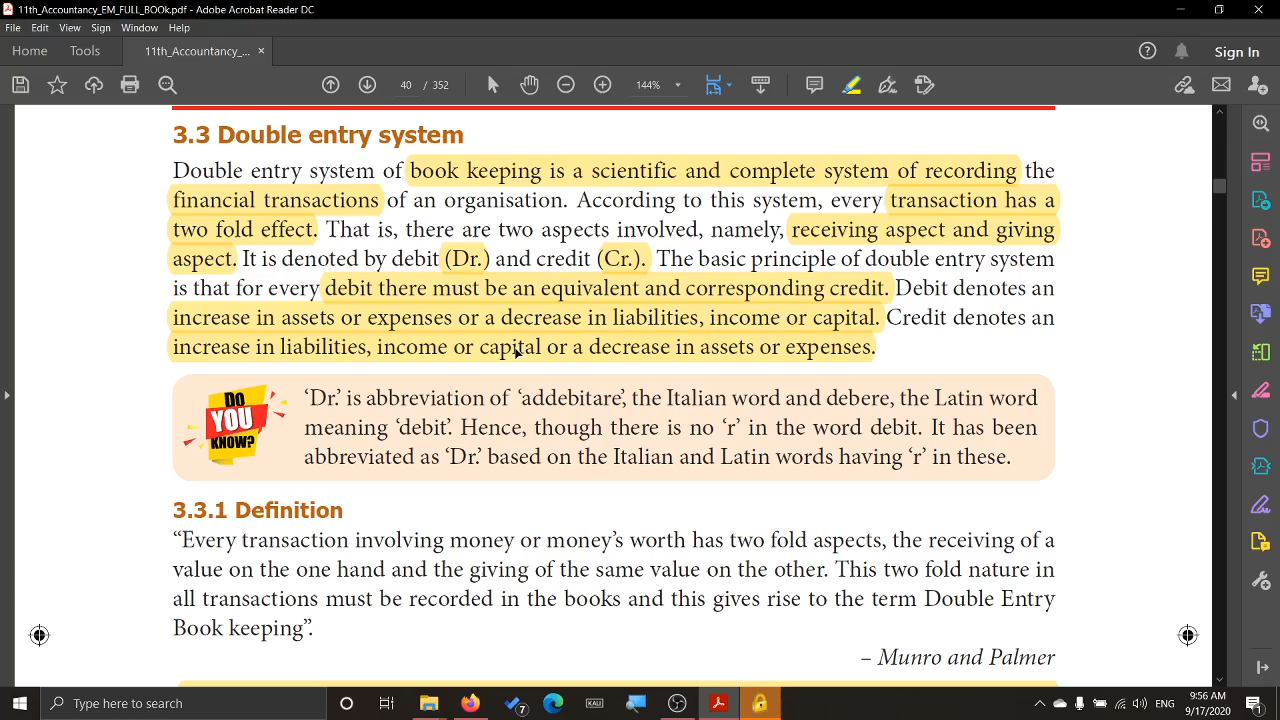 11th_Accountancy_EM_FULL_BOOk.pdf - Adobe Acrobat Reader DC
File Edit View Sign Window Help
Home Tools 11th_Accountancy_... × Sign In
40 / 352 144%
3.3 Double entry system
Double entry system of book keeping is a scientific and complete system of recording the
financial transactions of an organisation. According to this system, every transaction has a
two fold effect. That is, there are two aspects involved, namely, receiving aspect and giving
aspect. It is denoted by debit (Dr.) and credit (Cr.). The basic principle of double entry system
is that for every debit there must be an equivalent and corresponding credit. Debit denotes an
increase in assets or expenses or a decrease in liabilities, income or capital. Credit denotes an
increase in liabilities, income or capital or a decrease in assets or expenses.
DO
YOU
KNOW?
‘Dr.’ is abbreviation of ‘addebitare’, the Italian word and debere, the Latin word
meaning ‘debit’. Hence, though there is no ‘r’ in the word debit. It has been
abbreviated as ‘Dr.’ based on the Italian and Latin words having ‘r’ in these.
3.3.1 Definition
“Every transaction involving money or money’s worth has two fold aspects, the receiving of a
value on the one hand and the giving of the same value on the other. This two fold nature in
all transactions must be recorded in the books and this gives rise to the term Double Entry
Book keeping”.
– Munro and Palmer
Type here to search
7
KALI
9:56 AM
9/17/2020
1